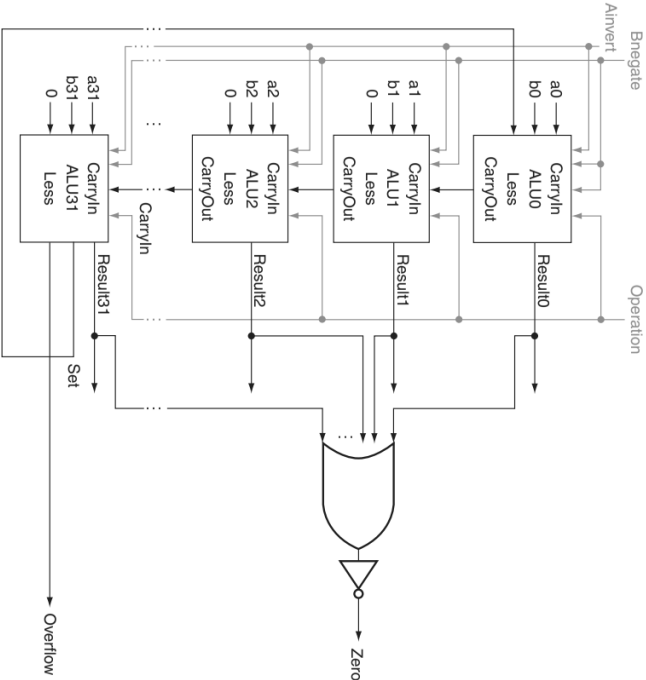 Bnegate
Ainvert
Operation
a0
b0
CarryIn
ALU0
Less
CarryOut
Result0
a1
b1
0
CarryIn
ALU1
Less
CarryOut
Result1
a2
b2
0
CarryIn
ALU2
Less
CarryOut
Result2
...
...
...
...
CarryIn
...
...
a31
b31
0
CarryIn
ALU31
Less
Result31
Set
...
...
Zero
Overflow